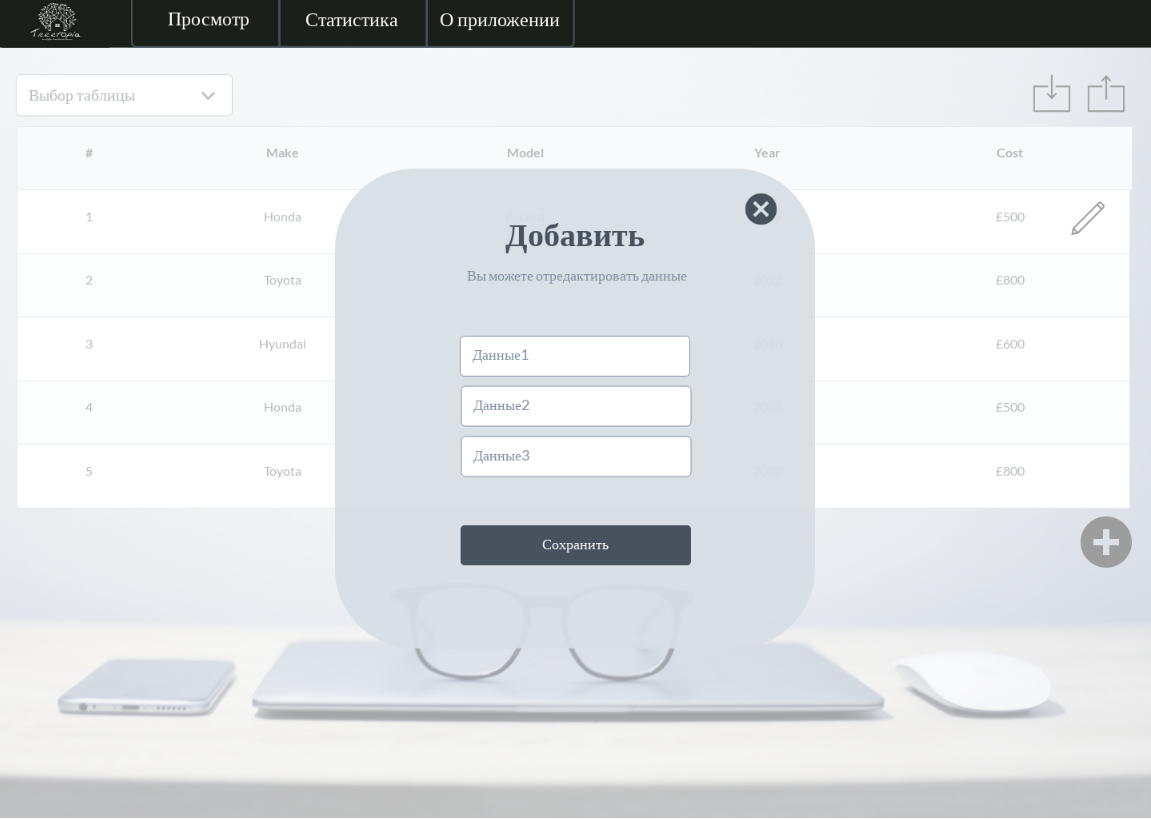 Treetopia
Просмотр
Статистика
О приложении
Выбор таблицы
# Make Model Year Cost
1 Honda £500
2 Toyota £800
3 Hyundai £600
4 Honda £500
5 Toyota £800
Добавить
Вы можете отредактировать данные
Данные1
Данные2
Данные3
Сохранить